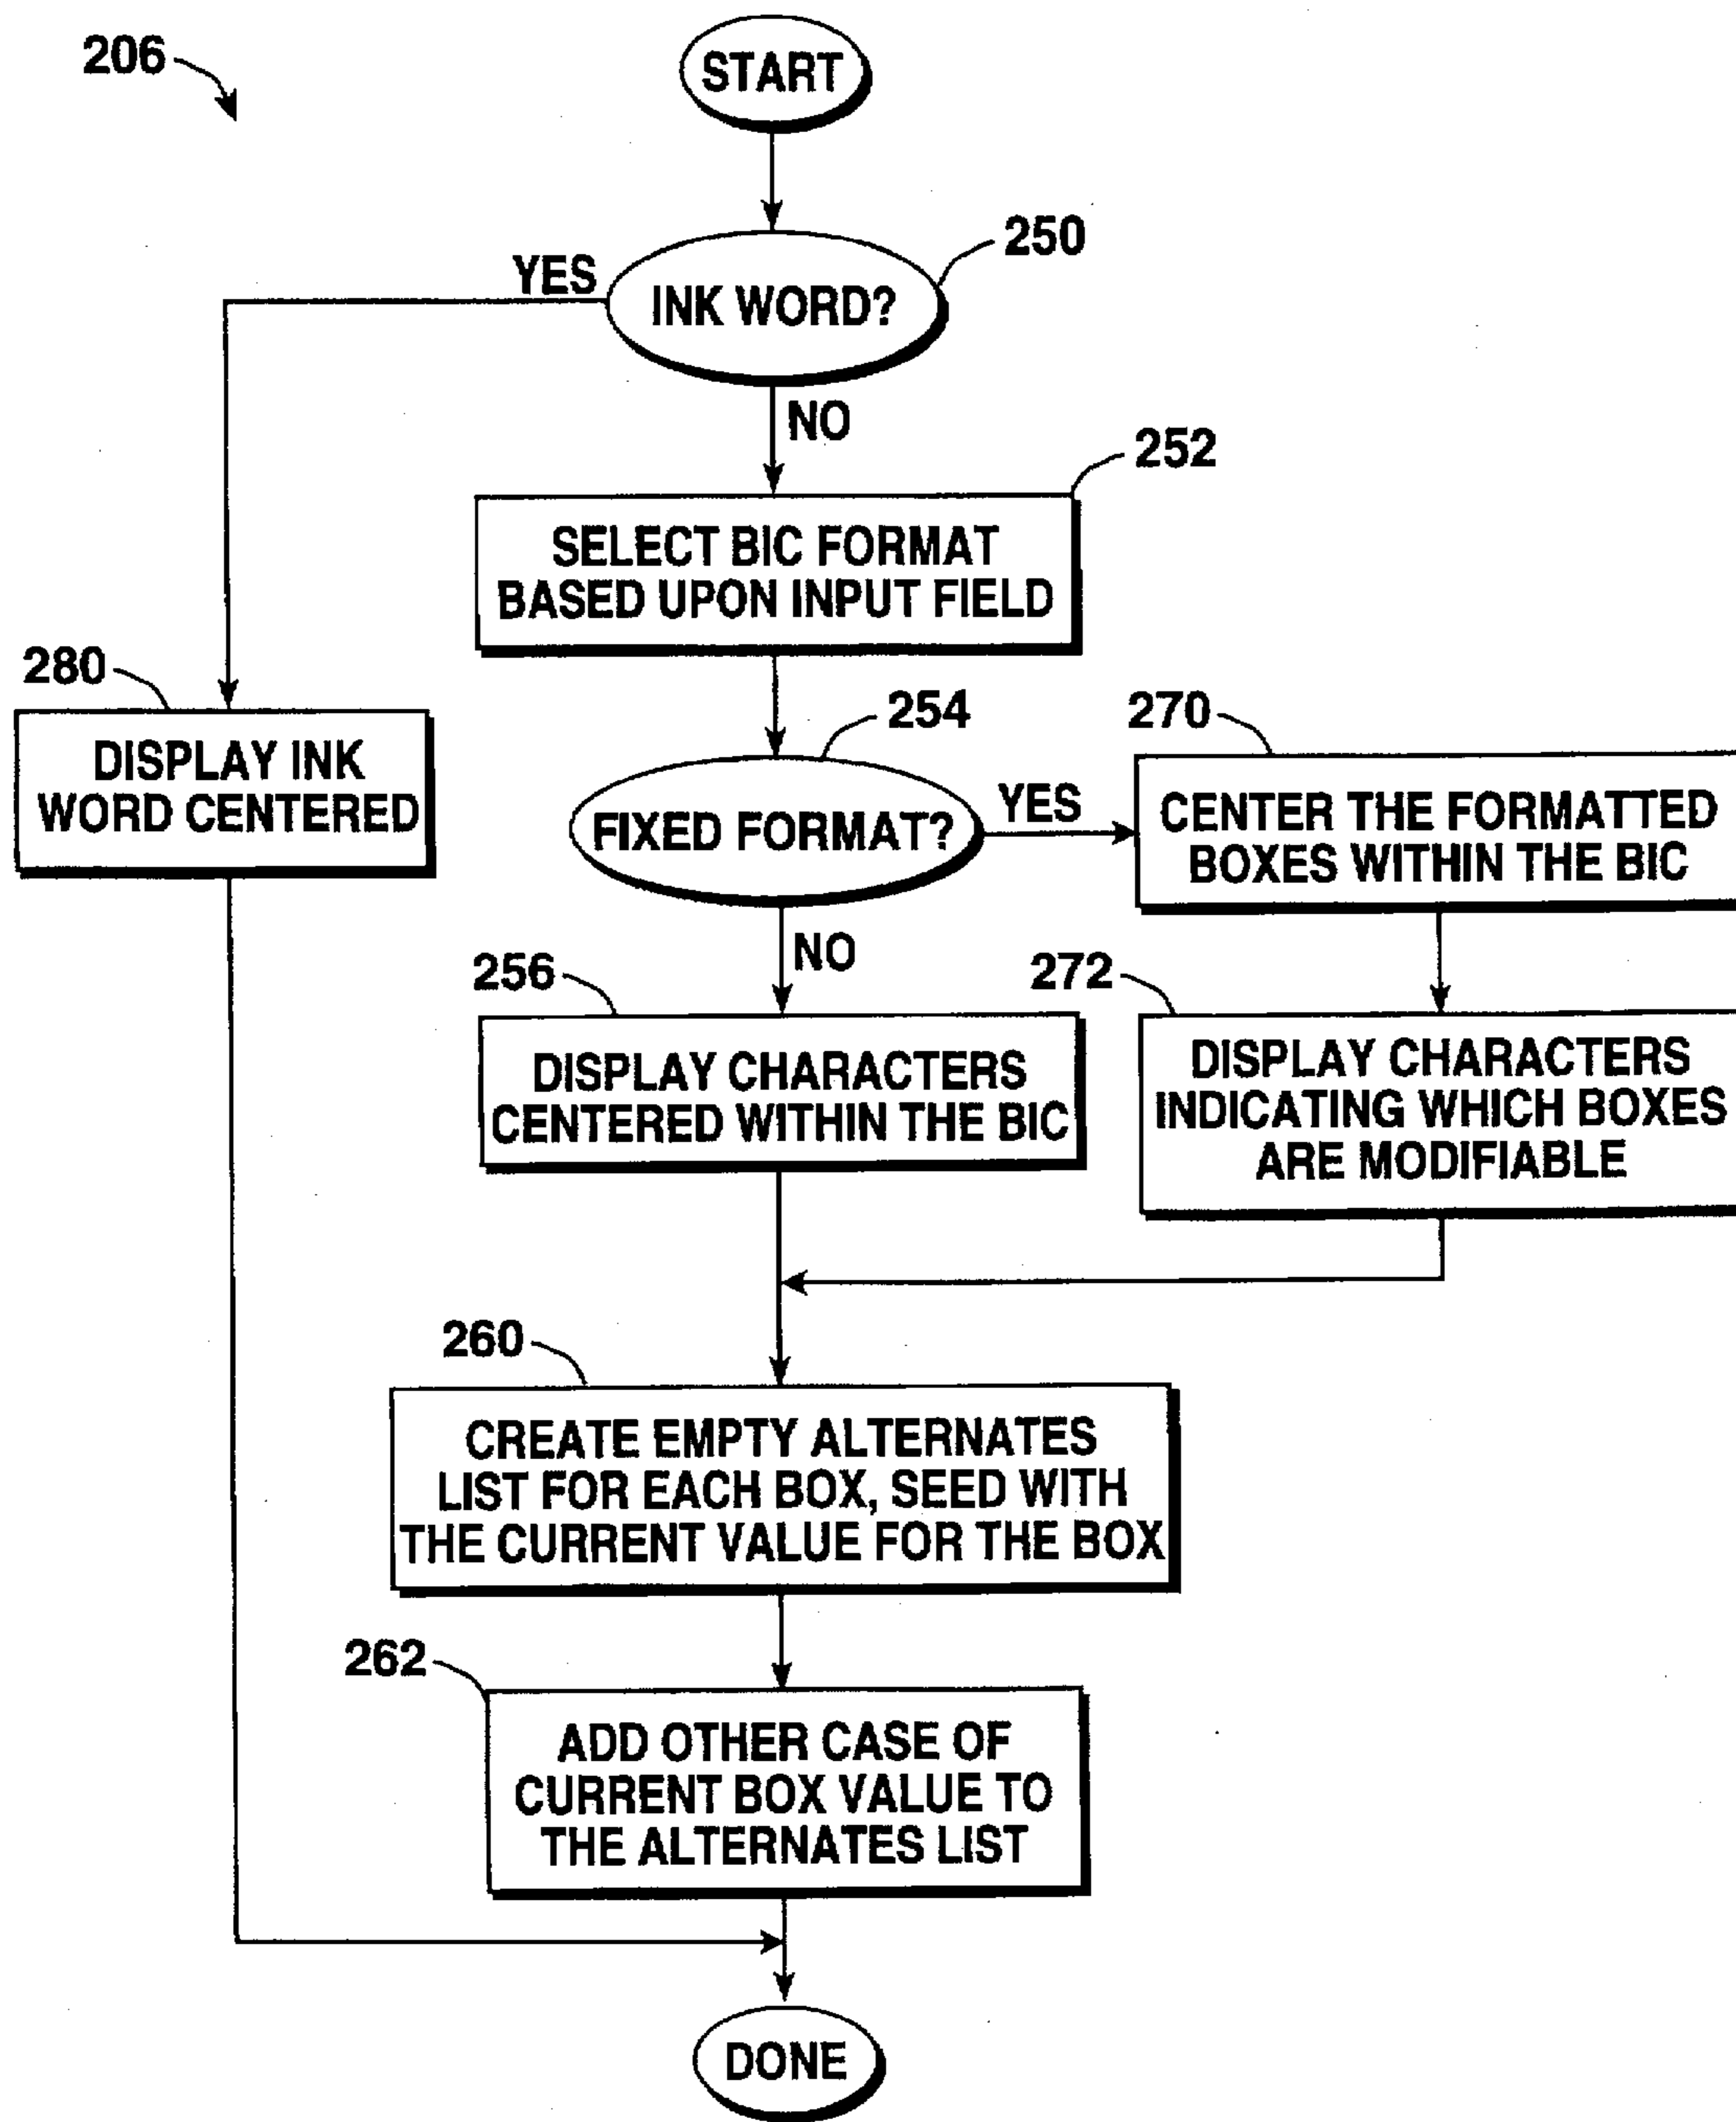 206
START
250
YES
INK WORD?
NO
252
SELECT BIC FORMAT
BASED UPON INPUT FIELD
280
254
270
DISPLAY INK
WORD CENTERED
FIXED FORMAT?
YES
CENTER THE FORMATTED
BOXES WITHIN THE BIC
NO
256
272
DISPLAY CHARACTERS
CENTERED WITHIN THE BIC
DISPLAY CHARACTERS
INDICATING WHICH BOXES
ARE MODIFIABLE
260
CREATE EMPTY ALTERNATES
LIST FOR EACH BOX, SEED WITH
THE CURRENT VALUE FOR THE BOX
262
ADD OTHER CASE OF
CURRENT BOX VALUE TO
THE ALTERNATES LIST
DONE